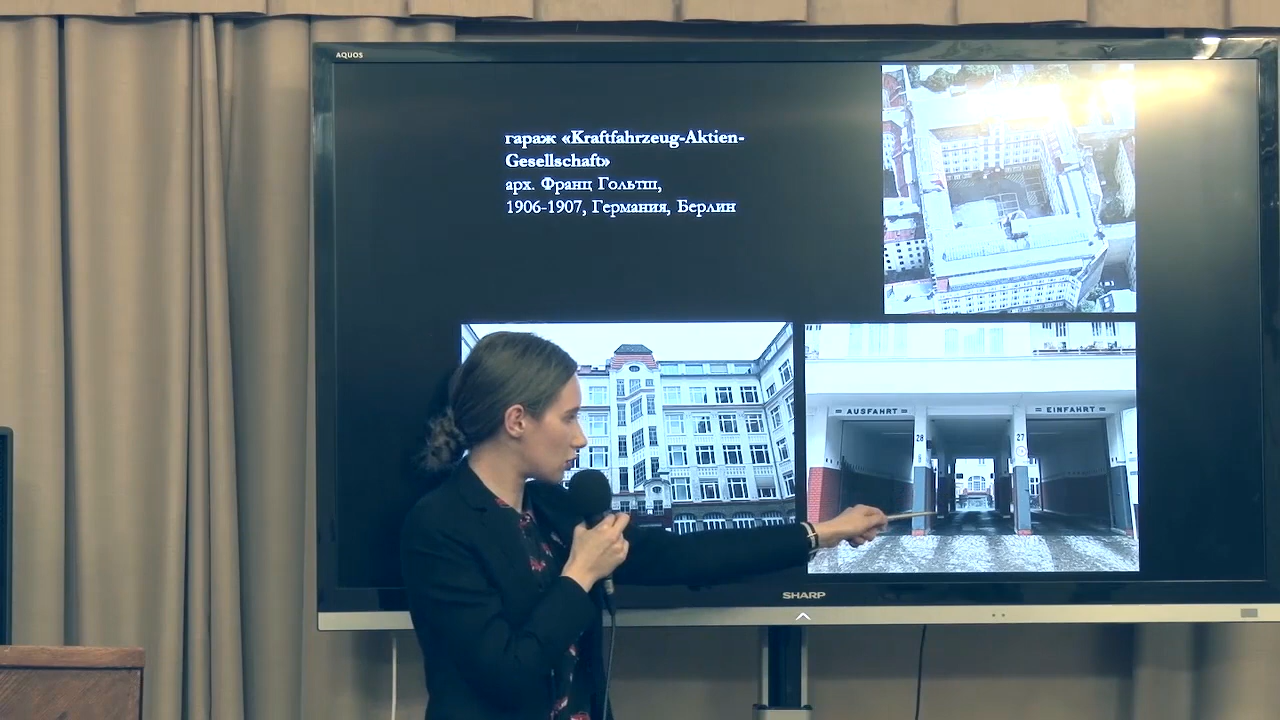 AQUOS
гараж «Kraftfahrzeug-Aktien-
Gesellschaft»
арх. Франц Гольтш,
1906-1907, Германия, Берлин
AUSFAHRT
EINFAHRT
28
27
SHARP